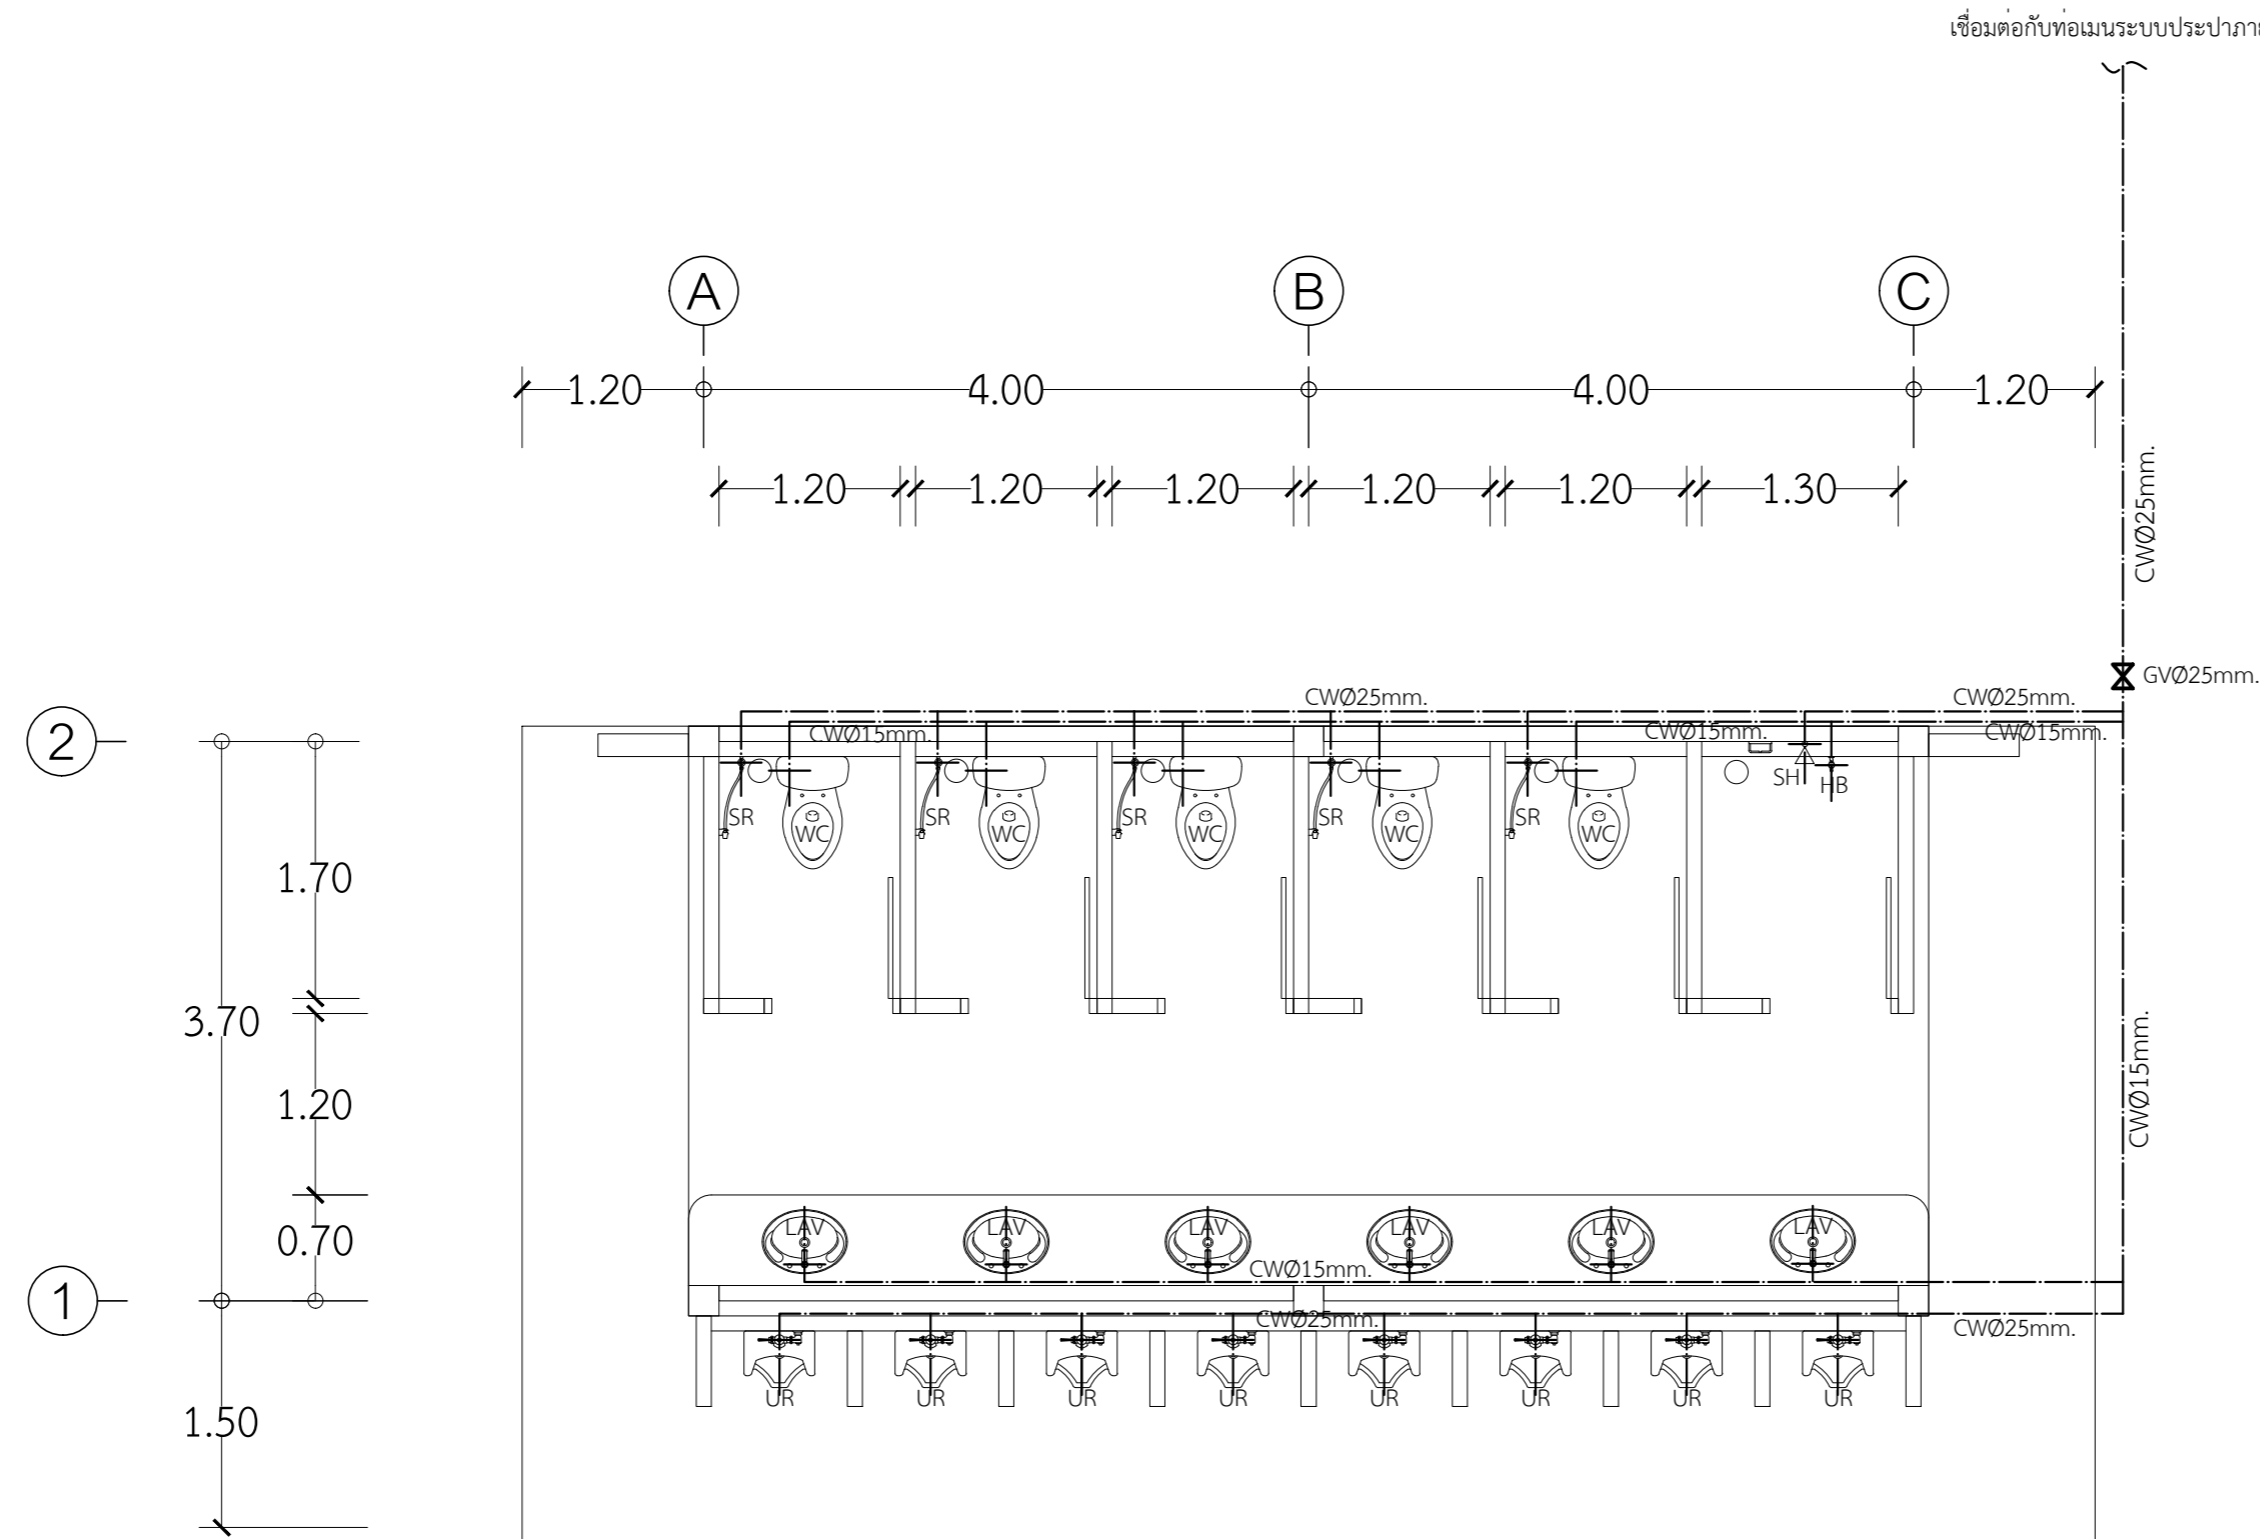 เชื่อมต่อกับท่อเมนระบบประปาภาย
A B C
1.20 4.00 4.00 1.20
1.20 1.20 1.20 1.20 1.20 1.30
CWØ25mm.
GVØ25mm.
CWØ25mm. CWØ25mm.
2 CWØ15mm. CWØ15mm. CWØ15mm.
SH HB
SR SR SR SR SR
WC WC WC WC WC
1.70
3.70
CWØ15mm.
1.20
LAV LAV LAV LAV LAV LAV
0.70
CWØ15mm.
1
CWØ25mm. CWØ25mm.
UR UR UR UR UR UR UR UR
1.50